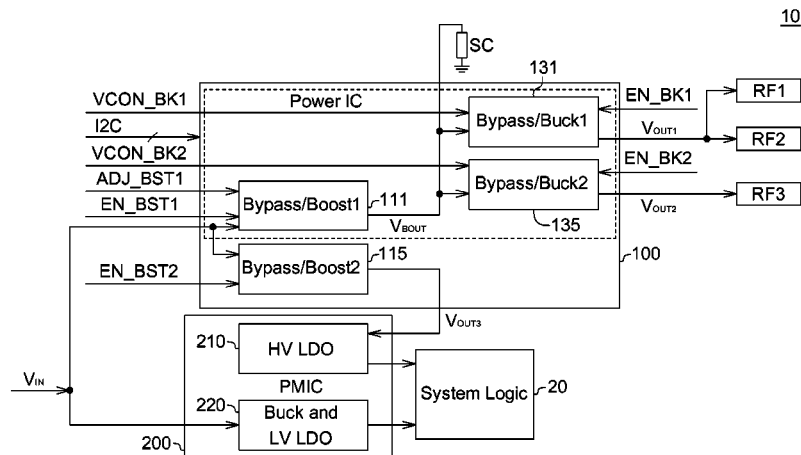 10
SC
131
VCON_BK1
Power IC
EN_BK1
RF1
I2C
Bypass/Buck1
VOUT1
RF2
VCON_BK2
EN_BK2
ADJ_BST1
Bypass/Buck2
VOUT2
RF3
EN_BST1
Bypass/Boost1
111
VBOUT
135
115
EN_BST2
Bypass/Boost2
100
VOUT3
210
HV LDO
VIN
PMIC
System Logic
20
220
Buck and
LV LDO
200